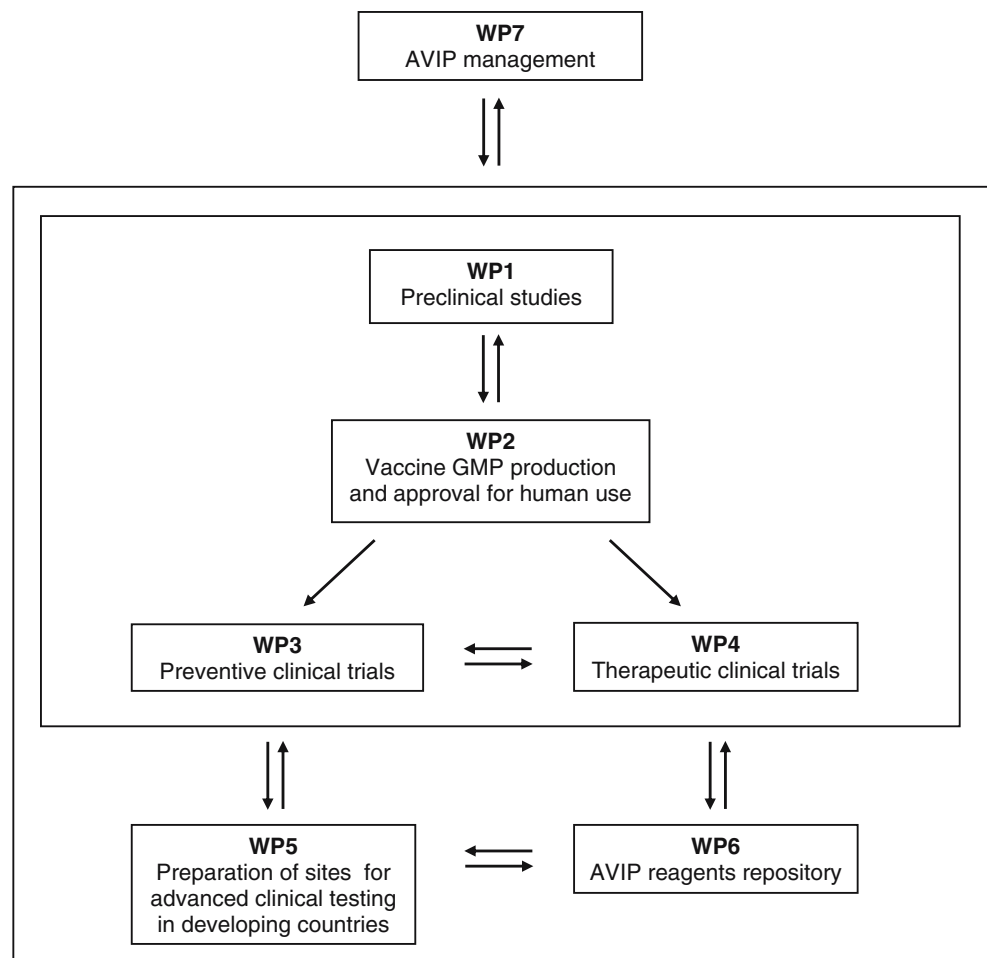 WP7
AVIP management
WP1
Preclinical studies
WP2
Vaccine GMP production
and approval for human use
WP3
Preventive clinical trials
WP4
Therapeutic clinical trials
WP5
Preparation of sites for
advanced clinical testing
in developing countries
WP6
AVIP reagents repository